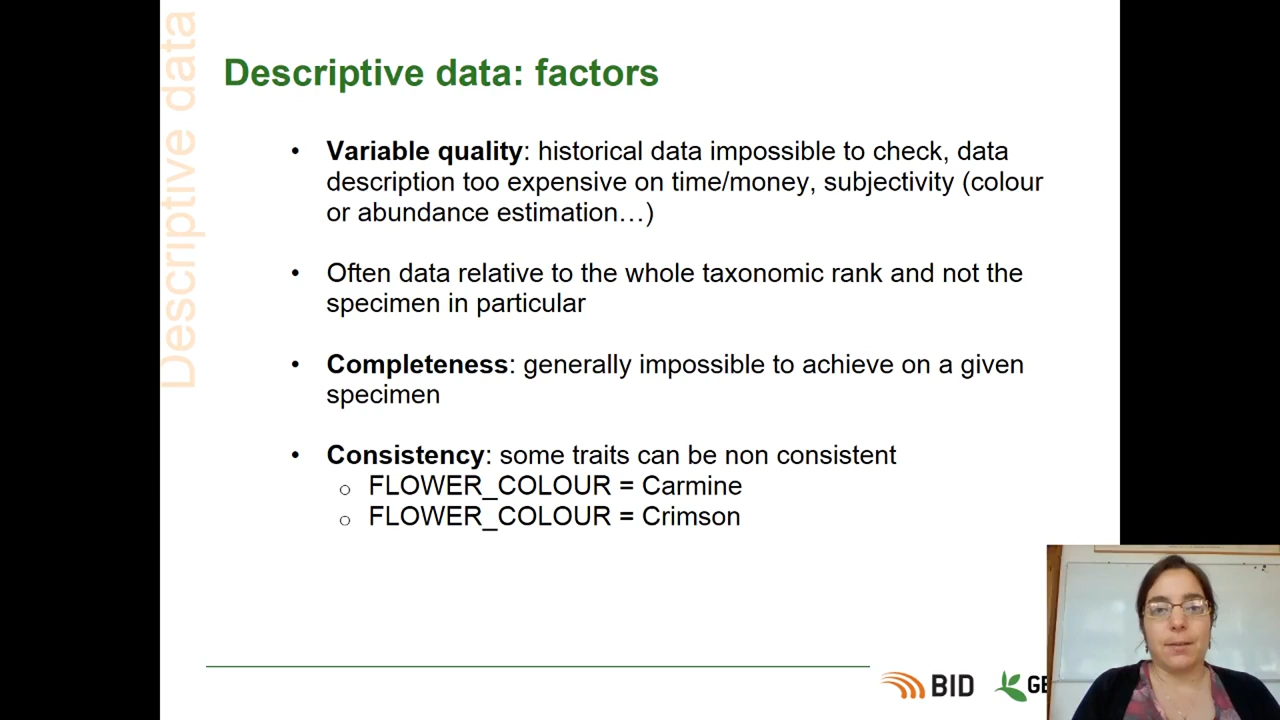 Descriptive data
Descriptive data: factors
• Variable quality: historical data impossible to check, data
description too expensive on time/money, subjectivity (colour
or abundance estimation…)
• Often data relative to the whole taxonomic rank and not the
specimen in particular
• Completeness: generally impossible to achieve on a given
specimen
• Consistency: some traits can be non consistent
○ FLOWER_COLOUR = Carmine
○ FLOWER_COLOUR = Crimson
BID